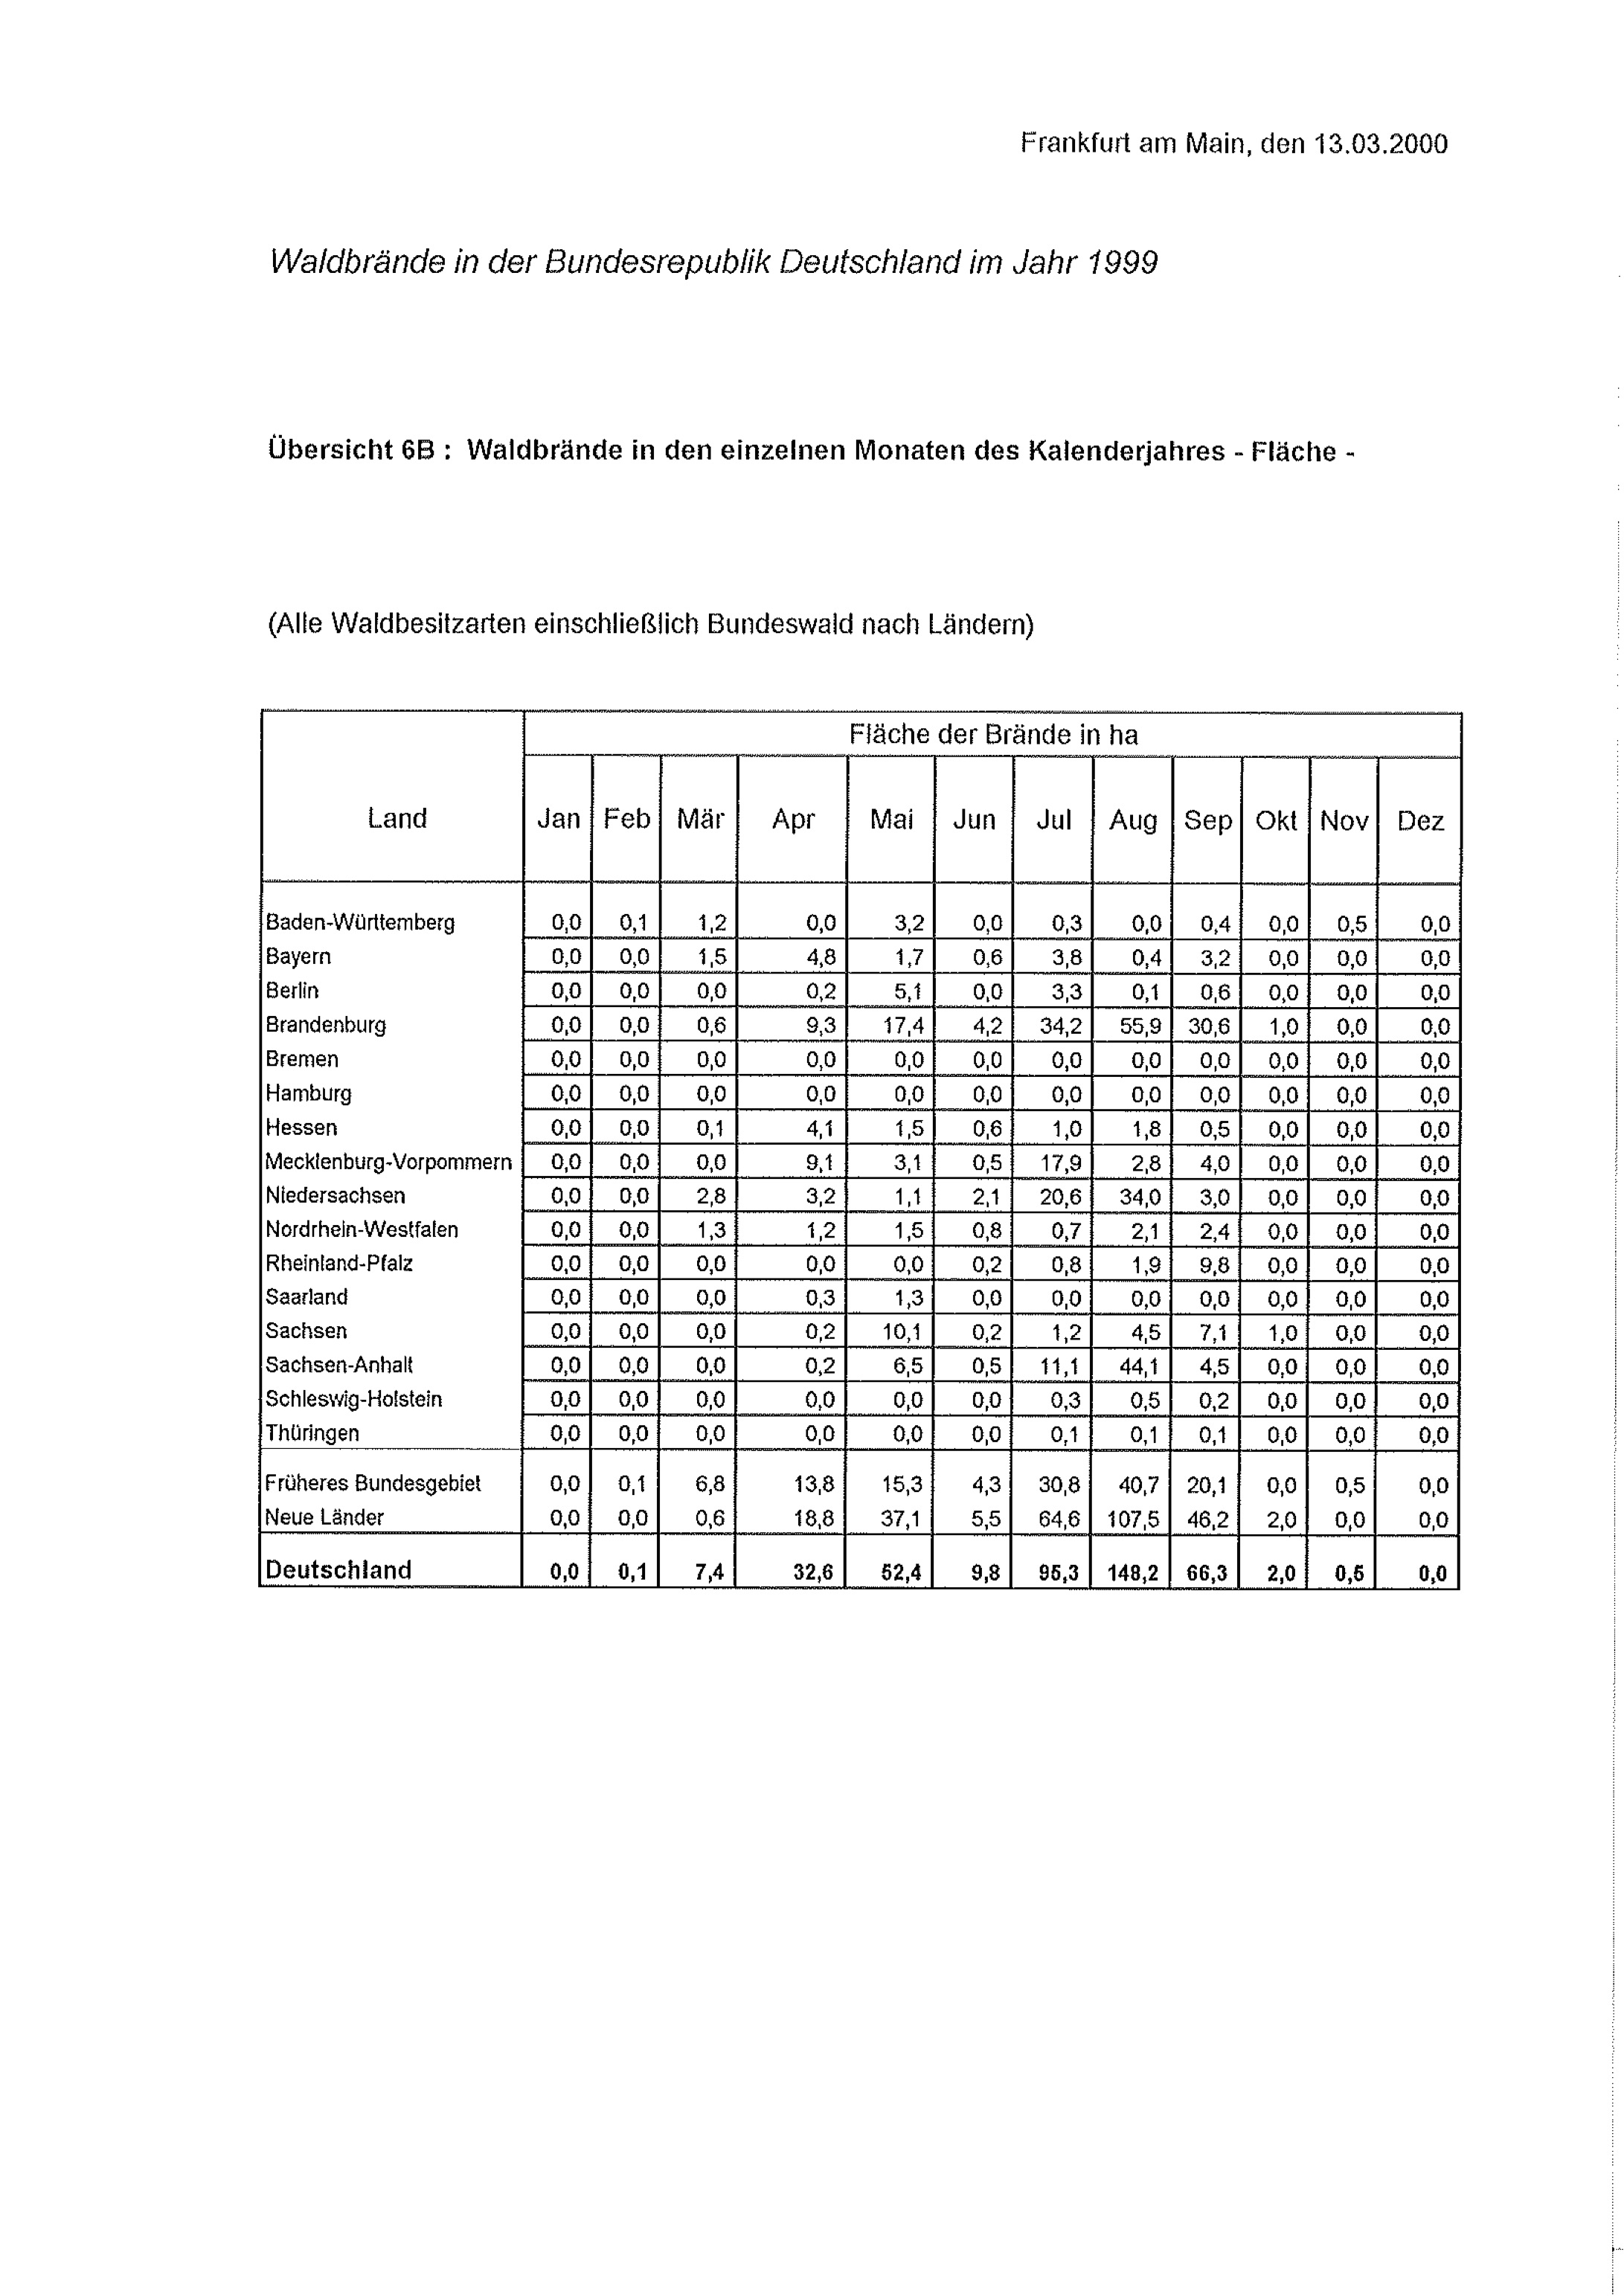 Frankfurt am Main, den 13.03.2000
Waldbrände in der Bundesrepublik Deutschland im Jahr 1999
Übersicht 6B : Waldbrände in den einzelnen Monaten des Kalenderjahres - Fläche -
(Alle Waldbesitzarten einschließlich Bundeswald nach Ländern)
Fläche der Brände in ha
Land Jan Feb Mär Apr Mai Jun Jul Aug Sep Okt Nov Dez
Baden-Württemberg 0,0 0,1 1,2 0,0 3,2 0,0 0,3 0,0 0,4 0,0 0,5 0,0
Bayern 0,0 0,0 1,5 4,8 1,7 0,6 3,8 0,4 3,2 0,0 0,0 0,0
Berlin 0,0 0,0 0,0 0,2 5,1 0,0 3,3 0,1 0,6 0,0 0,0 0,0
Brandenburg 0,0 0,0 0,6 9,3 17,4 4,2 34,2 55,9 30,6 1,0 0,0 0,0
Bremen 0,0 0,0 0,0 0,0 0,0 0,0 0,0 0,0 0,0 0,0 0,0 0,0
Hamburg 0,0 0,0 0,0 0,0 0,0 0,0 0,0 0,0 0,0 0,0 0,0 0,0
Hessen 0,0 0,0 0,1 4,1 1,5 0,6 1,0 1,8 0,5 0,0 0,0 0,0
Mecklenburg-Vorpommern 0,0 0,0 0,0 9,1 3,1 0,5 17,9 2,8 4,0 0,0 0,0 0,0
Niedersachsen 0,0 0,0 2,8 3,2 1,1 2,1 20,6 34,0 3,0 0,0 0,0 0,0
Nordrhein-Westfalen 0,0 0,0 1,3 1,2 1,5 0,8 0,7 2,1 2,4 0,0 0,0 0,0
Rheinland-Pfalz 0,0 0,0 0,0 0,0 0,0 0,2 0,8 1,9 9,8 0,0 0,0 0,0
Saarland 0,0 0,0 0,0 0,3 1,3 0,0 0,0 0,0 0,0 0,0 0,0 0,0
Sachsen 0,0 0,0 0,0 0,2 10,1 0,2 1,2 4,5 7,1 1,0 0,0 0,0
Sachsen-Anhalt 0,0 0,0 0,0 0,2 6,5 0,5 11,1 44,1 4,5 0,0 0,0 0,0
Schleswig-Holstein 0,0 0,0 0,0 0,0 0,0 0,0 0,3 0,5 0,2 0,0 0,0 0,0
Thüringen 0,0 0,0 0,0 0,0 0,0 0,0 0,1 0,1 0,1 0,0 0,0 0,0
Früheres Bundesgebiet 0,0 0,1 6,8 13,8 15,3 4,3 30,8 40,7 20,1 0,0 0,5 0,0
Neue Länder 0,0 0,0 0,6 18,8 37,1 5,5 64,6 107,5 46,2 2,0 0,0 0,0
Deutschland 0,0 0,1 7,4 32,6 52,4 9,8 95,3 148,2 66,3 2,0 0,5 0,0